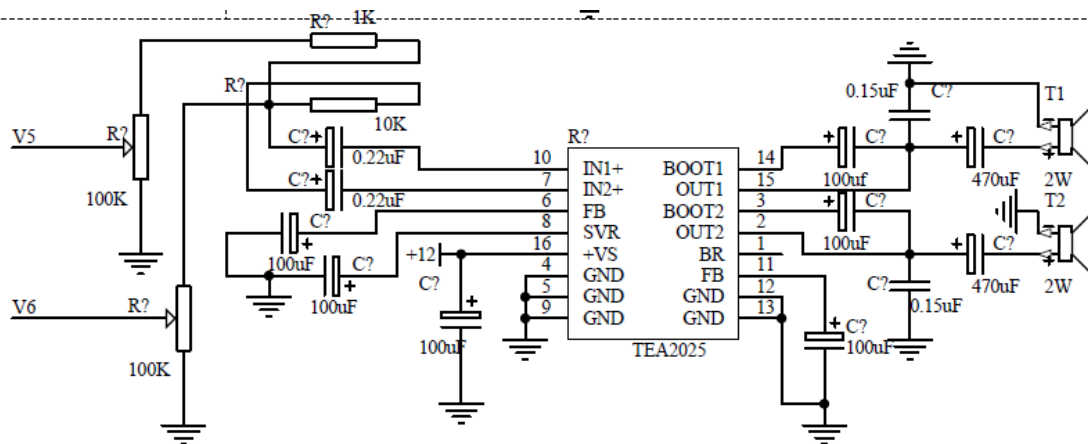 R? 1K
R?
10K
V5
R?
100K
C?
0.22uF
C?
0.22uF
C?
100uF
C?
100uF
V6
R?
100K
+12
C?
100uF
R?
10 IN1+ BOOT1 14
7 IN2+ OUT1 15
6 FB BOOT2 3
8 SVR OUT2 2
16 +VS BR 1
4 GND FB 11
5 GND GND 12
9 GND GND 13
TEA2025
0.15uF
C?
C?
100uf
C?
470uF
T1
2W
C?
100uF
C?
470uF
T2
2W
C?
0.15uF
C?
100uF